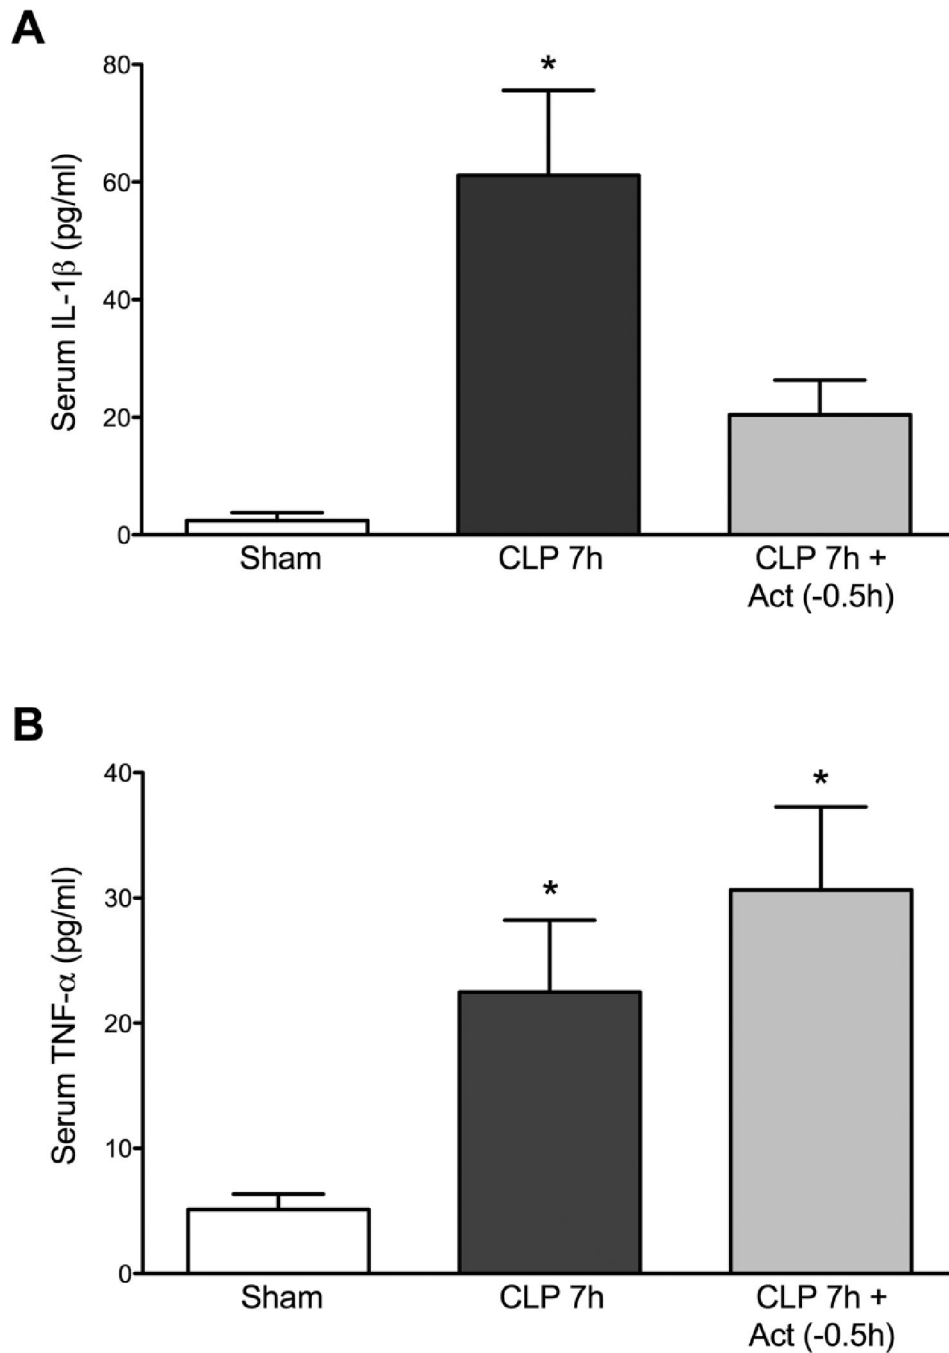 A
*
80
60
40
20
0
Serum IL-1β (pg/ml)
Sham
CLP 7h
CLP 7h +
Act (-0.5h)
B
*
*
40
30
20
10
0
Serum TNF-α (pg/ml)
Sham
CLP 7h
CLP 7h +
Act (-0.5h)